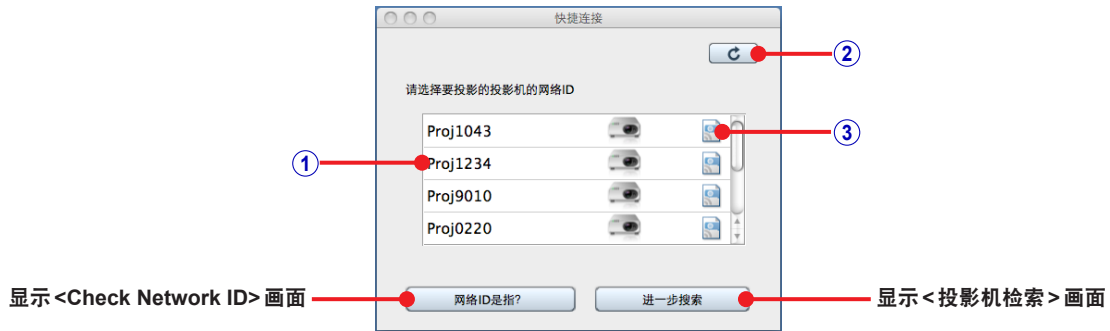 快捷连接
②
请选择要投影的投影机的网络ID
Proj1043
③
①
Proj1234
Proj9010
Proj0220
显示<Check Network ID>画面
网络ID是指?
进一步搜索
显示<投影机检索>画面